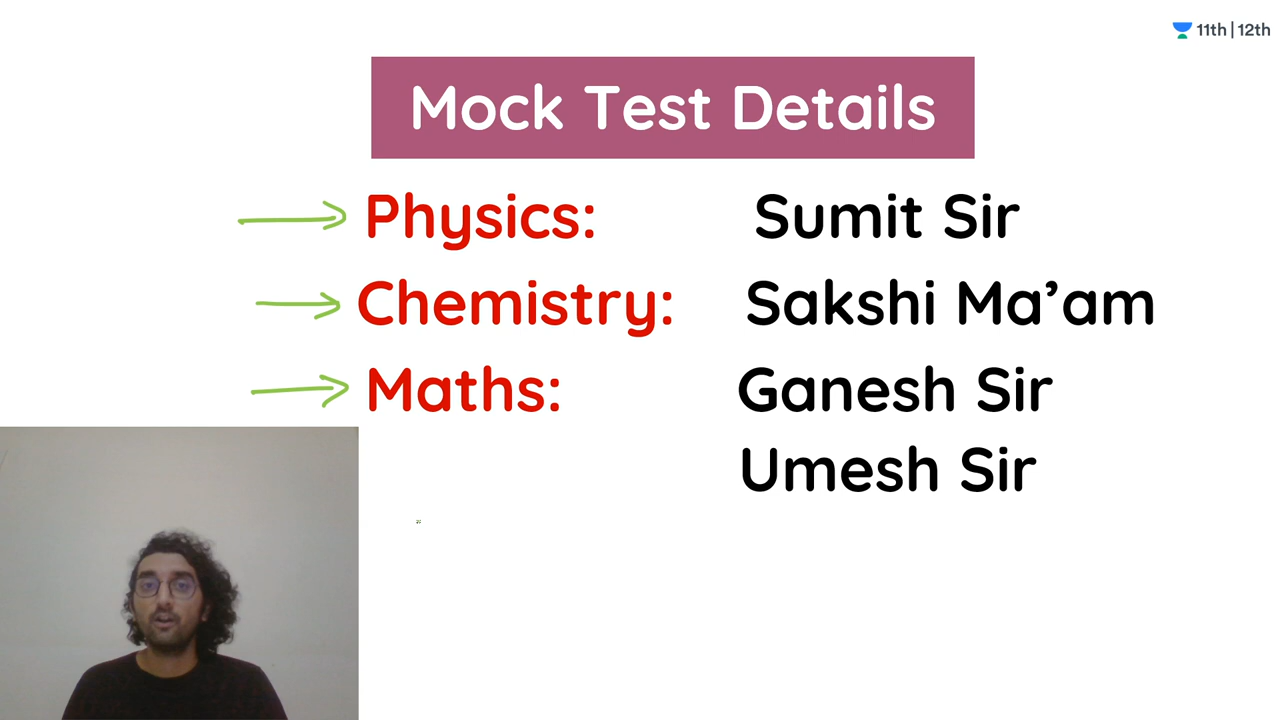 11th | 12th
Mock Test Details
Physics: Sumit Sir
Chemistry: Sakshi Ma’am
Maths: Ganesh Sir
Umesh Sir